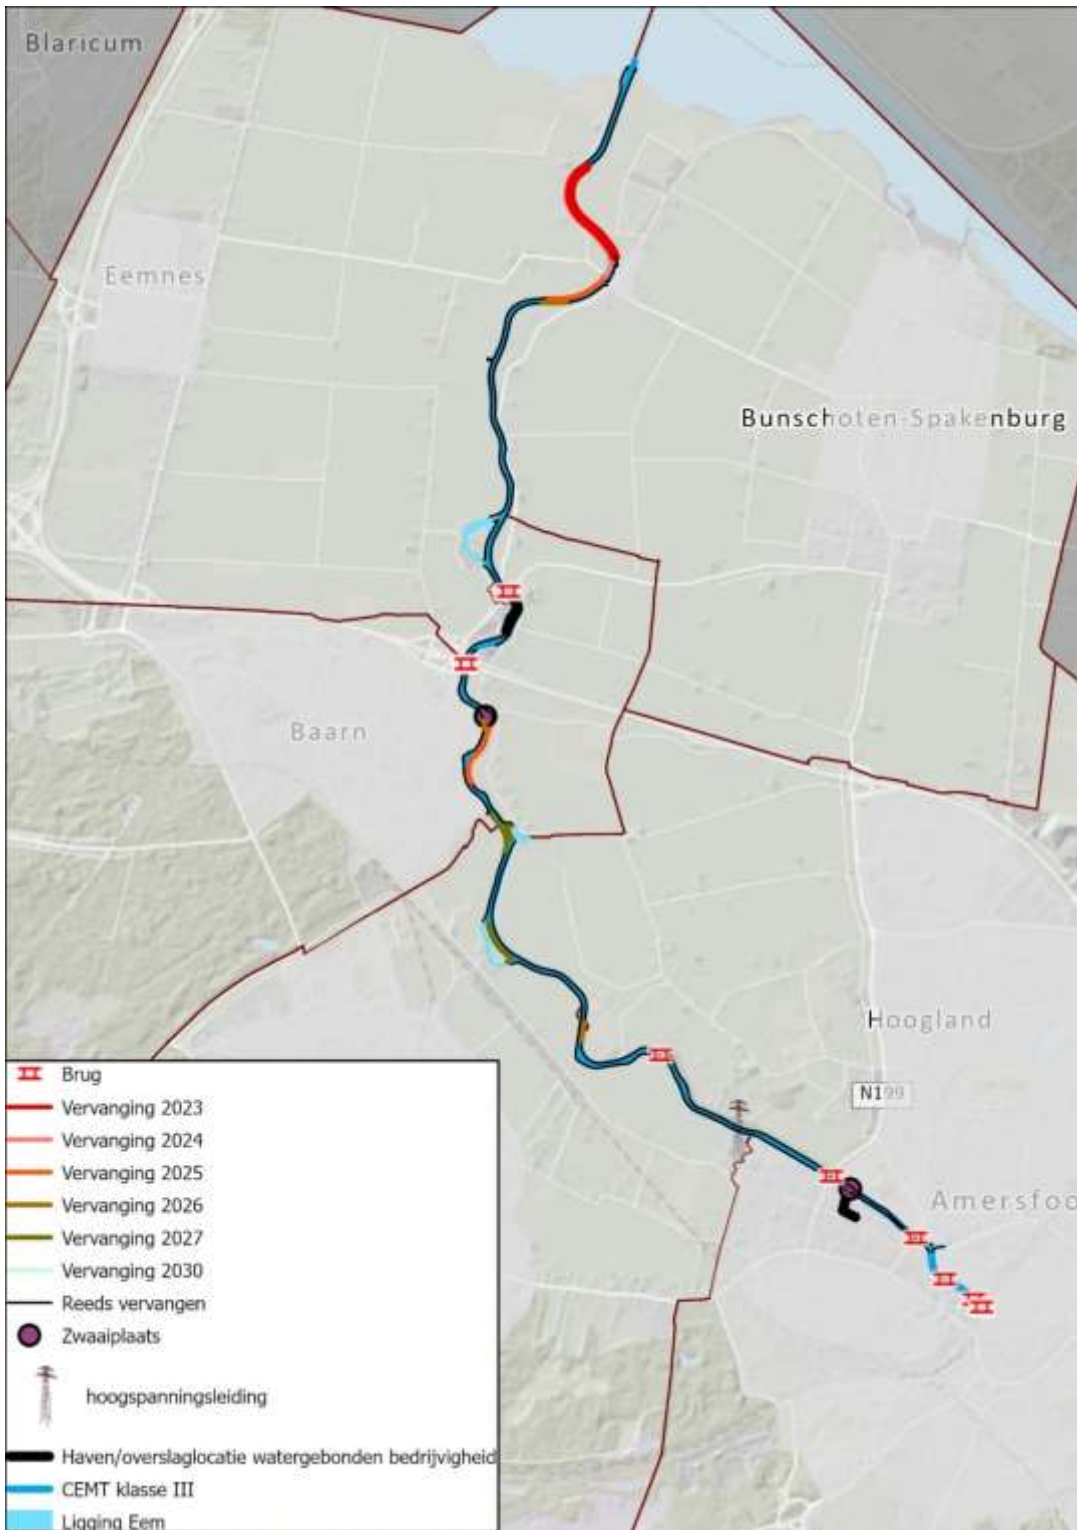 Blaricum
Eemnes
Bunschoten-Spakenburg
Baarn
Hoogland
N199
Amersfoo
Brug
Vervanging 2023
Vervanging 2024
Vervanging 2025
Vervanging 2026
Vervanging 2027
Vervanging 2030
Reeds vervangen
Zwaaiplaats
hoogspanningsleiding
Haven/overslaglocatie watergebonden bedrijvigheid
CEMT klasse III
Ligging Eem